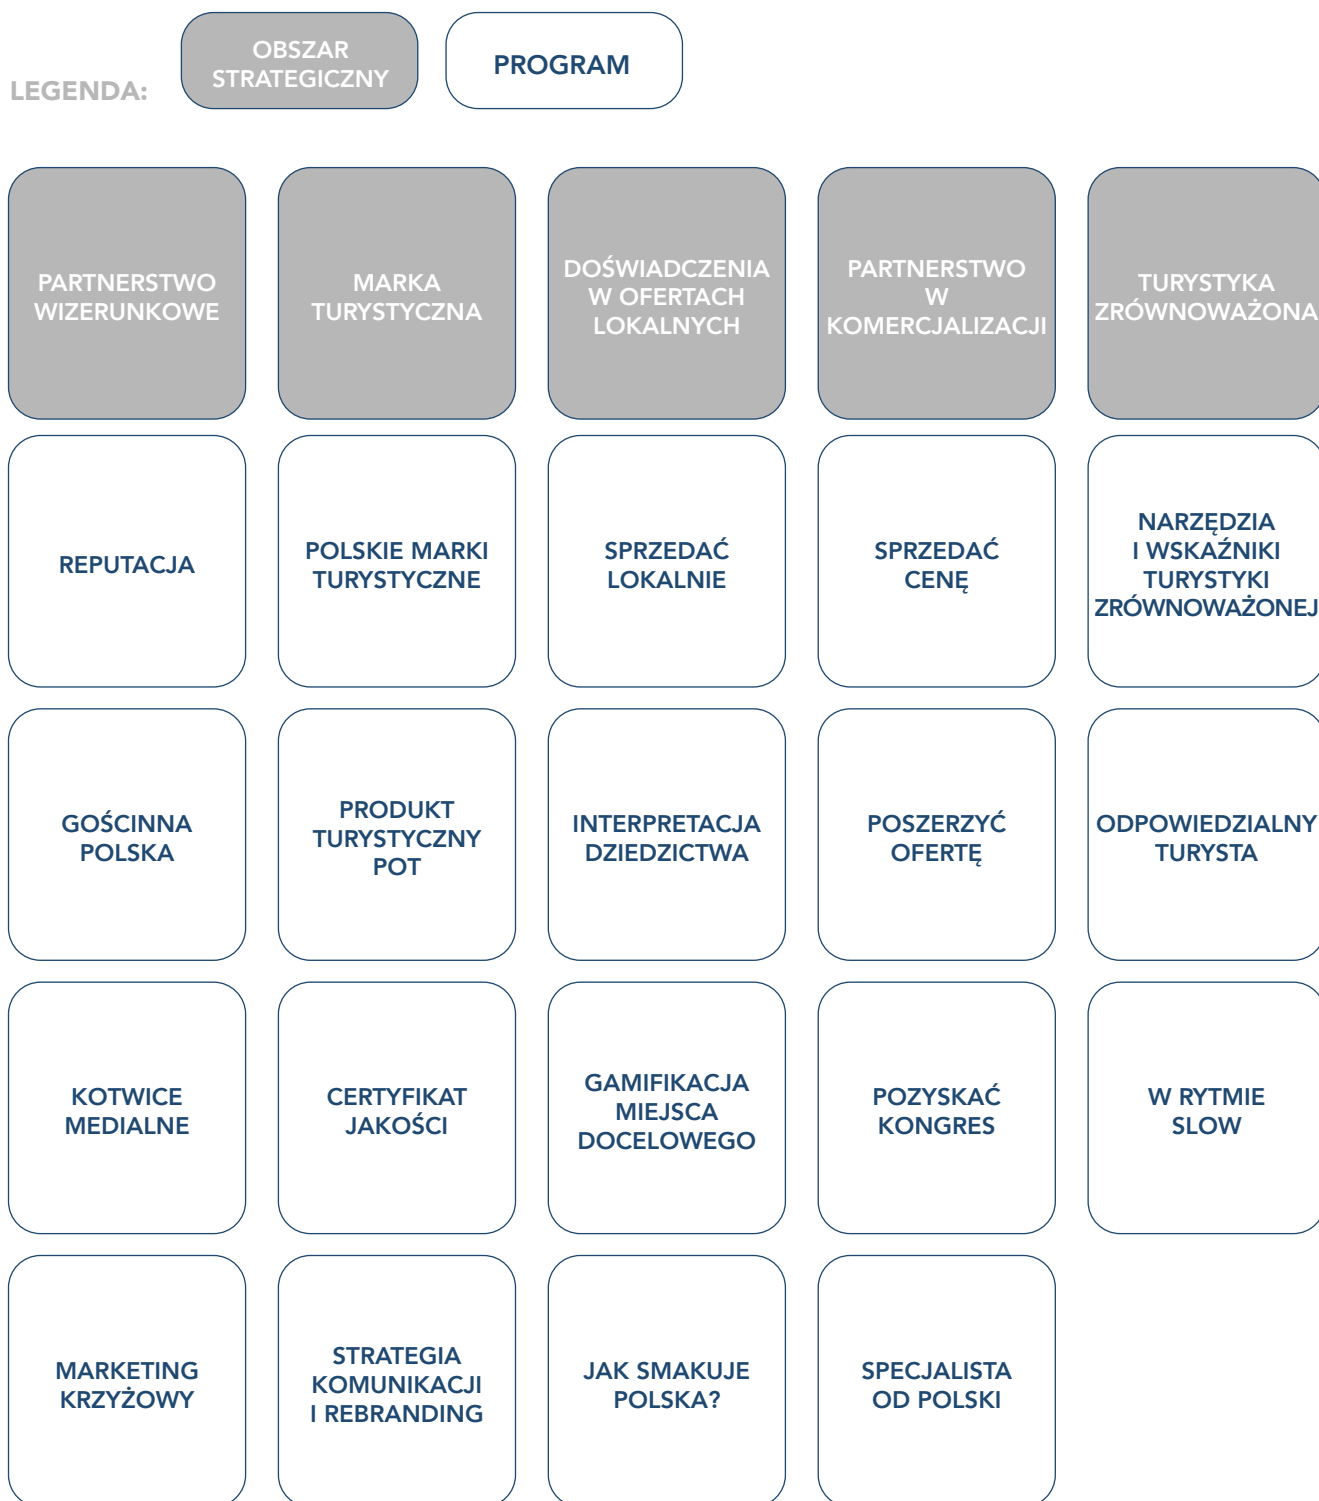 LEGENDA:
OBSZAR
STRATEGICZNY
PROGRAM
PARTNERSTWO
WIZERUNKOWE
MARKA
TURYSTYCZNA
DOŚWIADCZENIA
W OFERTACH
LOKALNYCH
PARTNERSTWO
W
KOMERCJALIZACJI
TURYSTYKA
ZRÓWNOWAŻONA
REPUTACJA
POLSKIE MARKI
TURYSTYCZNE
SPRZEDAĆ
LOKALNIE
SPRZEDAĆ
CENĘ
NARZĘDZIA
I WSKAŹNIKI
TURYSTYKI
ZRÓWNOWAŻONEJ
GOŚCINNA
POLSKA
PRODUKT
TURYSTYCZNY
POT
INTERPRETACJA
DZIEDZICTWA
POSZERZYĆ
OFERTĘ
ODPOWIEDZIALNY
TURYSTA
KOTWICE
MEDIALNE
CERTYFIKAT
JAKOŚCI
GAMIFIKACJA
MIEJSCA
DOCELOWEGO
POZYSKAĆ
KONGRES
W RYTMIE
SLOW
MARKETING
KRZYŻOWY
STRATEGIA
KOMUNIKACJI
I REBRANDING
JAK SMAKUJE
POLSKA?
SPECJALISTA
OD POLSKI